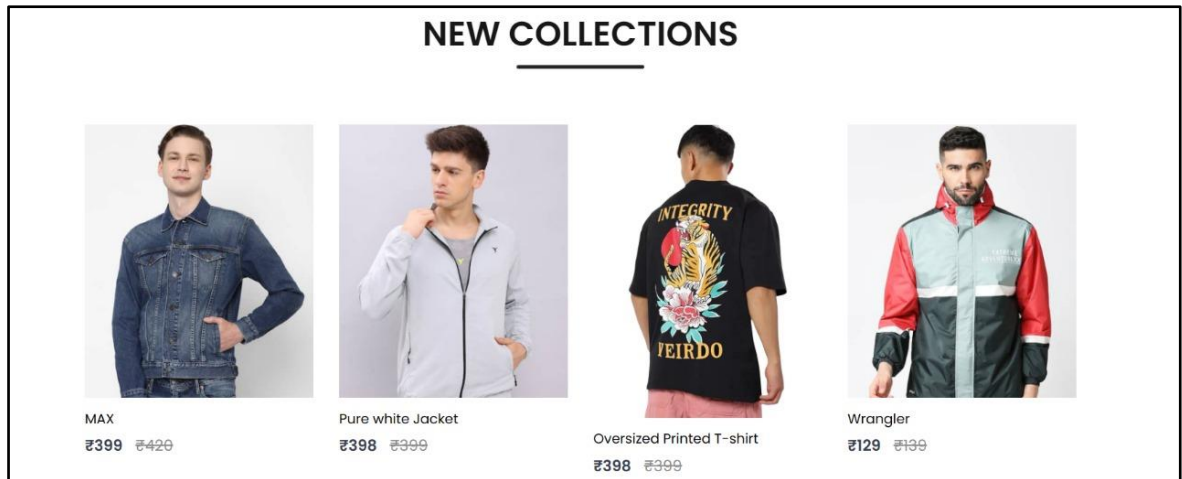 NEW COLLECTIONS
INTEGRITY
VEIRDO
MAX
₹399 ₹420
Pure white Jacket
₹398 ₹399
Oversized Printed T-shirt
₹398 ₹399
Wrangler
₹129 ₹139